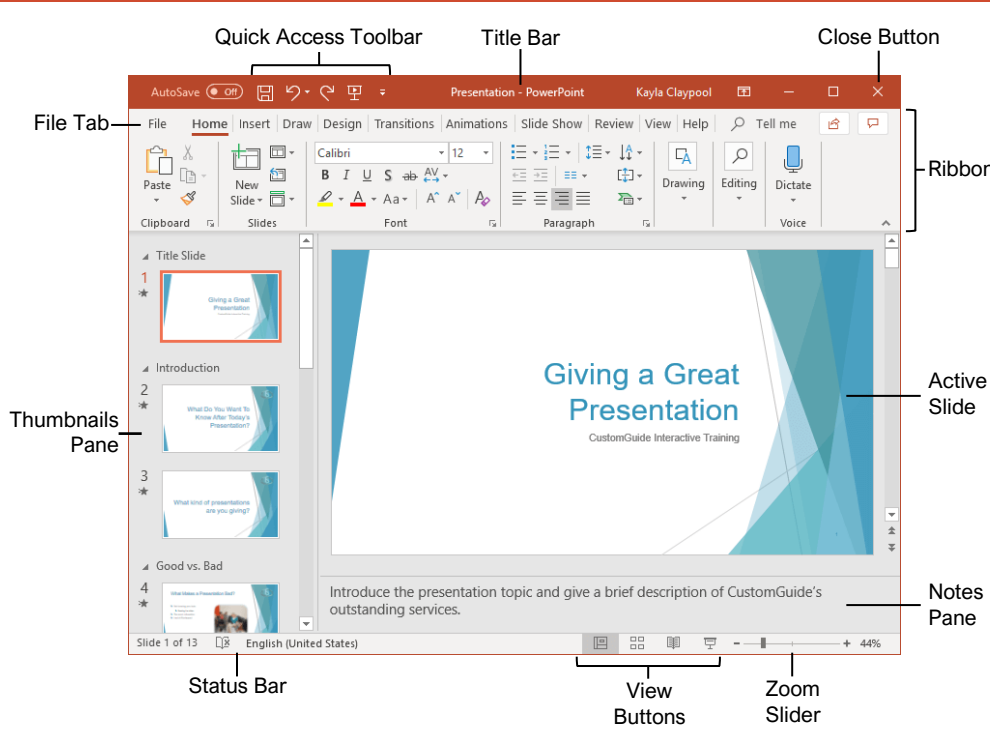 Quick Access Toolbar
Title Bar
Close Button
AutoSave Off
Presentation - PowerPoint
Kayla Claypool
File Tab
File Home Insert Draw Design Transitions Animations Slide Show Review View Help Tell me
Ribbon
Calibri 12
Paste
New
Slide
B I U S ab AV
A Aa A A A
Drawing
Editing
Dictate
Clipboard
Slides
Font
Paragraph
Voice
Title Slide
1
Giving a Great
Presentation
Introduction
2
What Do You Want To
Know After Today's
Presentation?
Thumbnails
Pane
3
What kind of presentations
are you giving?
Good vs. Bad
4
What Makes a Presentation Bad?
Giving a Great
Presentation
CustomGuide Interactive Training
Active
Slide
Introduce the presentation topic and give a brief description of CustomGuide's
outstanding services.
Notes
Pane
Slide 1 of 13
English (United States)
44%
Status Bar
View
Buttons
Zoom
Slider